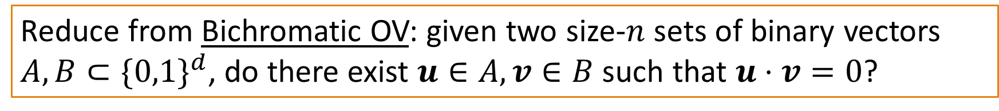 Reduce from Bichromatic OV: given two size-n sets of binary vectors
A, B ⊂ {0,1}^d, do there exist u ∈ A, v ∈ B such that u · v = 0?